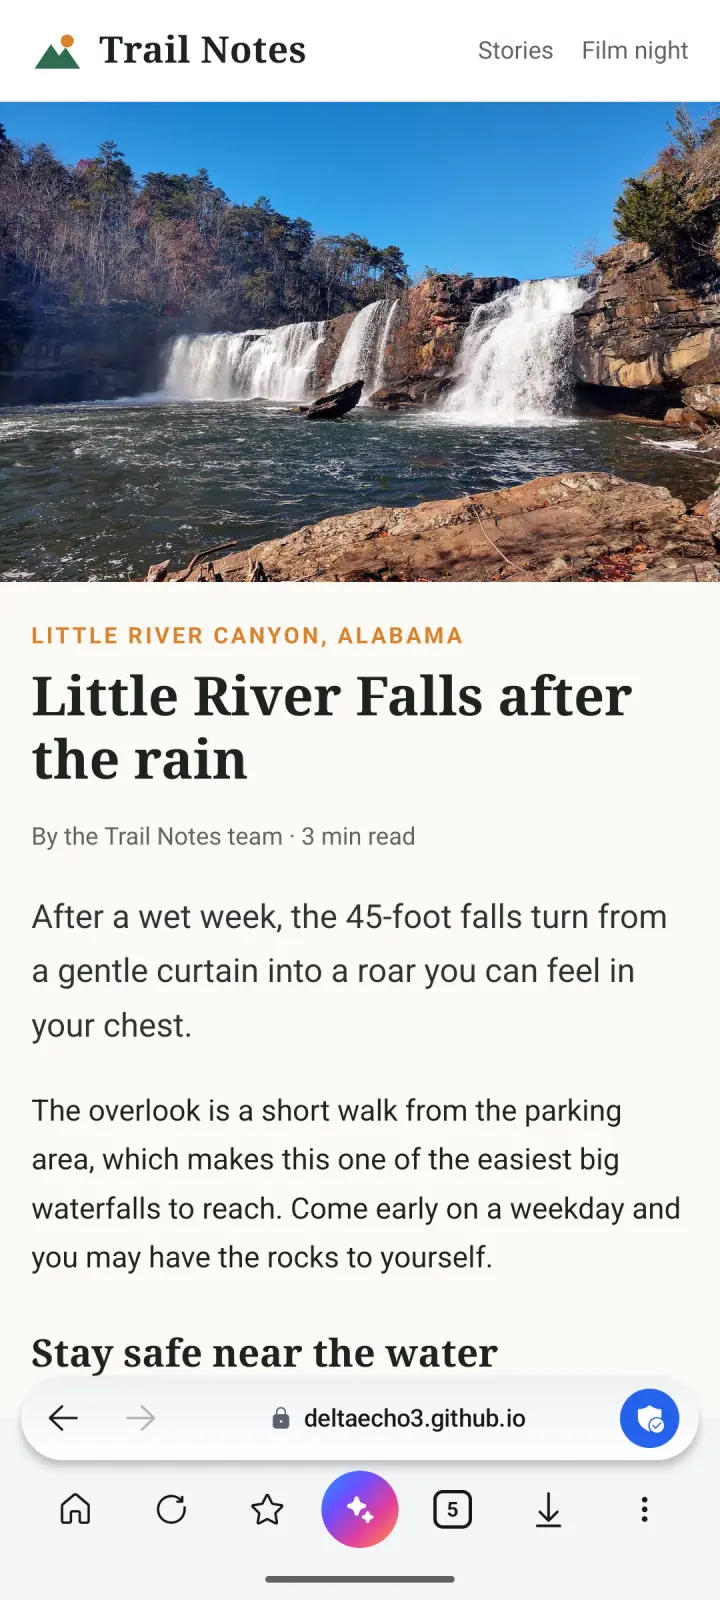 Trail Notes
Stories
Film night
LITTLE RIVER CANYON, ALABAMA
Little River Falls after
the rain
By the Trail Notes team · 3 min read
After a wet week, the 45-foot falls turn from
a gentle curtain into a roar you can feel in
your chest.
The overlook is a short walk from the parking
area, which makes this one of the easiest big
waterfalls to reach. Come early on a weekday and
you may have the rocks to yourself.
Stay safe near the water
deltaecho3.github.io
5